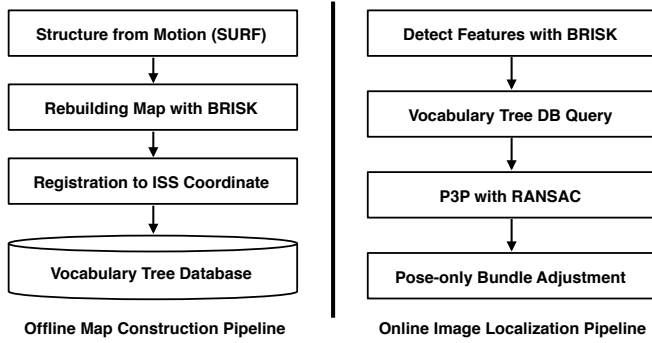 Structure from Motion (SURF)
Rebuilding Map with BRISK
Registration to ISS Coordinate
Vocabulary Tree Database
Offline Map Construction Pipeline
Detect Features with BRISK
Vocabulary Tree DB Query
P3P with RANSAC
Pose-only Bundle Adjustment
Online Image Localization Pipeline